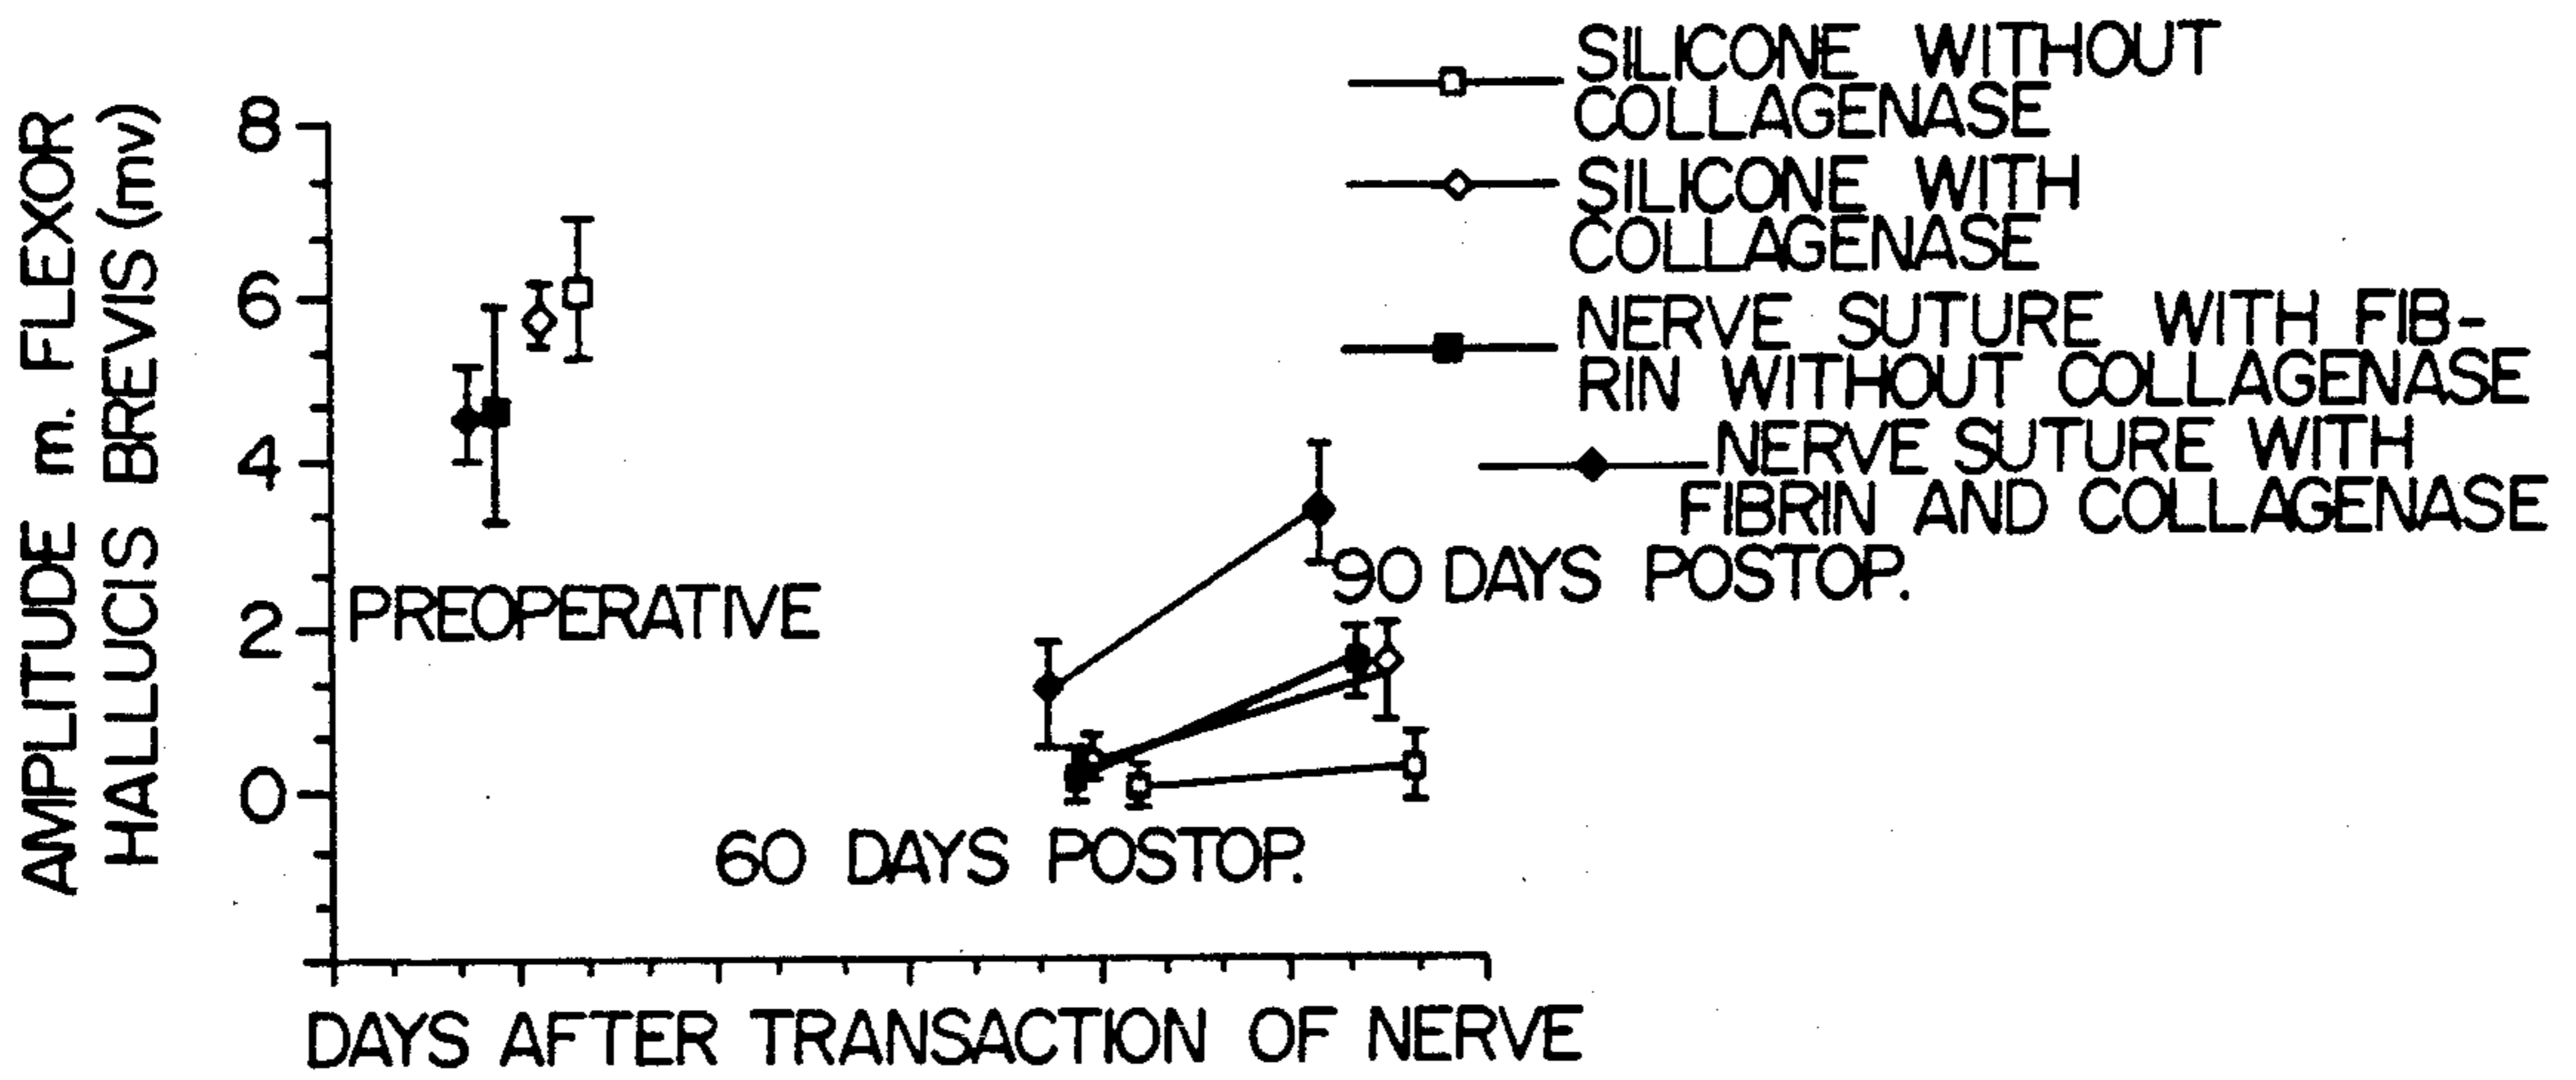 AMPLITUDE m. FLEXOR
HALLUCIS BREVIS (mv)
8
6
4
2
0
SILICONE WITHOUT
COLLAGENASE
SILICONE WITH
COLLAGENASE
NERVE SUTURE WITH FIB-
RIN WITHOUT COLLAGENASE
NERVE SUTURE WITH
FIBRIN AND COLLAGENASE
90 DAYS POSTOP.
PREOPERATIVE
60 DAYS POSTOP.
DAYS AFTER TRANSACTION OF NERVE